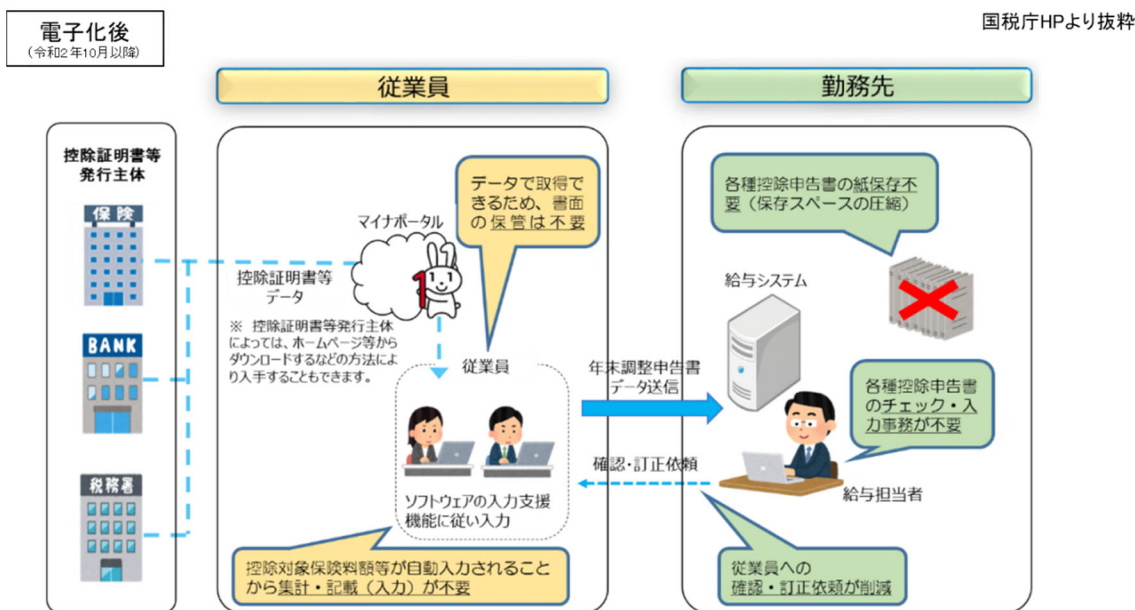 電子化後
(令和2年10月以降)
国税庁HPより抜粋
従業員
勤務先
控除証明書等
発行主体
保険
BANK
税務署
控除証明書等
データ
マイナポータル
1
データで取得で
きるため、書面
の保管は不要
※ 控除証明書等発行主体
によっては、ホームページ等から
ダウンロードするなどの方法によ
り入手することもできます。
従業員
ソフトウェアの入力支援
機能に従い入力
控除対象保険料額等が自動入力されること
から集計・記載(入力)が不要
年末調整申告書
データ送信
確認・訂正依頼
各種控除申告書の紙保存不
要(保存スペースの圧縮)
給与システム
各種控除申告書
のチェック・入
力事務が不要
給与担当者
従業員への
確認・訂正依頼が削減